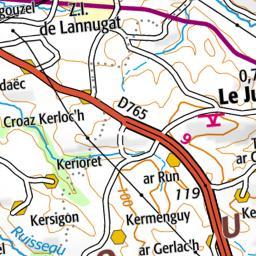 gouzel
Z.I.
de Lannugat
daëc
0,7
Le Ju
D765
Croaz Kerloc'h
9
Kerioret
ar Run
100
119
Kersigon
Kermenguy
U
Ruisseau
ar Gerlac'h